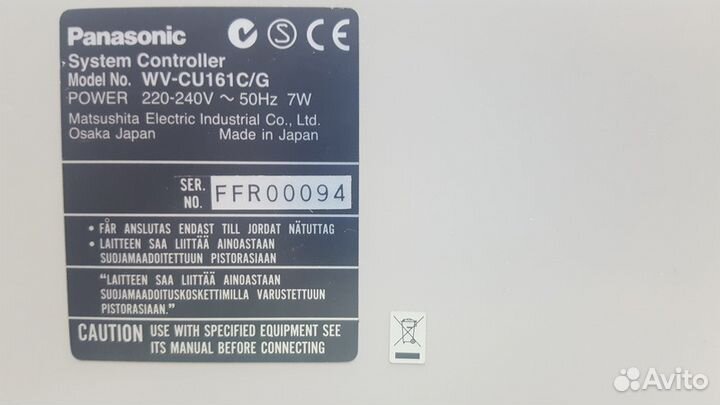 Panasonic
System Controller
Model No. WV-CU161C/G
POWER 220-240V ~ 50Hz 7W
Matsushita Electric Industrial Co., Ltd.
Osaka Japan Made in Japan
SER. NO. FFR00094
• FÅR ANSLUTAS ENDAST TILL JORDAT NÄTUTTAG
• LAITTEEN SAA LIITTÄÄ AINOASTAAN
SUOJAMAADOITETTUUN PISTORASIAAN
“LAITTEEN SAA LIITTÄÄ AINOASTAAN
SUOJAMAADOITUSKOSKETTIMILLA VARUSTETTUUN
PISTORASIAAN.”
CAUTION USE WITH SPECIFIED EQUIPMENT SEE
ITS MANUAL BEFORE CONNECTING
Avito